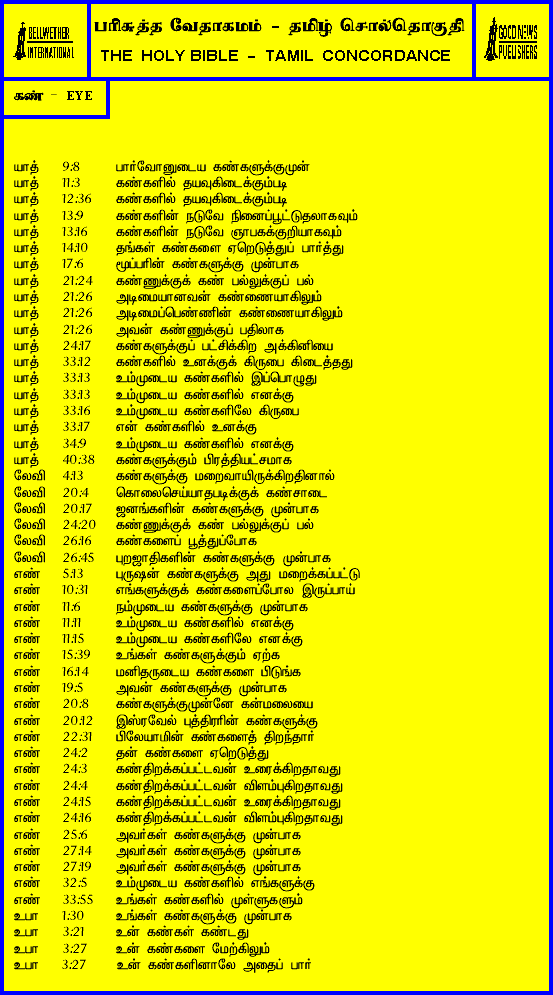 BELLWETHER
INTERNATIONAL
பரிசுத்த வேதாகமம் - தமிழ் சொல்தொகுதி
THE HOLY BIBLE - TAMIL CONCORDANCE
GOOD NEWS
PUBLISHERS
கண் - EYE
யாத் 9:8 பார்வோனுடைய கண்களுக்குமுன்
யாத் 11:3 கண்களில் தயவுகிடைக்கும்படி
யாத் 12:36 கண்களில் தயவுகிடைக்கும்படி
யாத் 13:9 கண்களின் நடுவே நினைப்பூட்டுதலாகவும்
யாத் 13:16 கண்களின் நடுவே ஞாபகக்குறியாகவும்
யாத் 14:10 தங்கள் கண்களை ஏறெடுத்துப் பார்த்து
யாத் 17:6 மூப்பரின் கண்களுக்கு முன்பாக
யாத் 21:24 கண்ணுக்குக் கண் பல்லுக்குப் பல்
யாத் 21:26 அடிமையானவன் கண்ணையாகிலும்
யாத் 21:26 அடிமைப்பெண்ணின் கண்ணையாகிலும்
யாத் 21:26 அவன் கண்ணுக்குப் பதிலாக
யாத் 24:17 கண்களுக்குப் பட்சிக்கிற அக்கினியை
யாத் 33:12 கண்களில் உனக்குக் கிருபை கிடைத்தது
யாத் 33:13 உம்முடைய கண்களில் இப்பொழுது
யாத் 33:13 உம்முடைய கண்களில் எனக்கு
யாத் 33:16 உம்முடைய கண்களிலே கிருபை
யாத் 33:17 என் கண்களில் உனக்கு
யாத் 34:9 உம்முடைய கண்களில் எனக்கு
யாத் 40:38 கண்களுக்கும் பிரத்தியட்சமாக
லேவி 4:13 கண்களுக்கு மறைவாயிருக்கிறதினால்
லேவி 20:4 கொலைசெய்யாதபடிக்குக் கண்சாடை
லேவி 20:17 ஜனங்களின் கண்களுக்கு முன்பாக
லேவி 24:20 கண்ணுக்குக் கண் பல்லுக்குப் பல்
லேவி 26:16 கண்களைப் பூத்துப்போக
லேவி 26:45 புறஜாதிகளின் கண்களுக்கு முன்பாக
எண் 5:13 புருஷன் கண்களுக்கு அது மறைக்கப்பட்டு
எண் 10:31 எங்களுக்குக் கண்களைப்போல இருப்பாய்
எண் 11:6 நம்முடைய கண்களுக்கு முன்பாக
எண் 11:11 உம்முடைய கண்களில் எனக்கு
எண் 11:15 உம்முடைய கண்களிலே எனக்கு
எண் 15:39 உங்கள் கண்களுக்கும் ஏற்க
எண் 16:14 மனிதருடைய கண்களை பிடுங்க
எண் 19:5 அவன் கண்களுக்கு முன்பாக
எண் 20:8 கண்களுக்குமுன்னே கன்மலையை
எண் 20:12 இஸ்ரவேல் புத்திரரின் கண்களுக்கு
எண் 22:31 பிலேயாமின் கண்களைத் திறந்தார்
எண் 24:2 தன் கண்களை ஏறெடுத்து
எண் 24:3 கண்திறக்கப்பட்டவன் உரைக்கிறதாவது
எண் 24:4 கண்திறக்கப்பட்டவன் விளம்புகிறதாவது
எண் 24:15 கண்திறக்கப்பட்டவன் உரைக்கிறதாவது
எண் 24:16 கண்திறக்கப்பட்டவன் விளம்புகிறதாவது
எண் 25:6 அவர்கள் கண்களுக்கு முன்பாக
எண் 27:14 அவர்கள் கண்களுக்கு முன்பாக
எண் 27:19 அவர்கள் கண்களுக்கு முன்பாக
எண் 32:5 உம்முடைய கண்களில் எங்களுக்கு
எண் 33:55 உங்கள் கண்களில் முள்ளுகளும்
உபா 1:30 உங்கள் கண்களுக்கு முன்பாக
உபா 3:21 உன் கண்கள் கண்டது
உபா 3:27 உன் கண்களை மேற்கிலும்
உபா 3:27 உன் கண்களினாலே அதைப் பார்